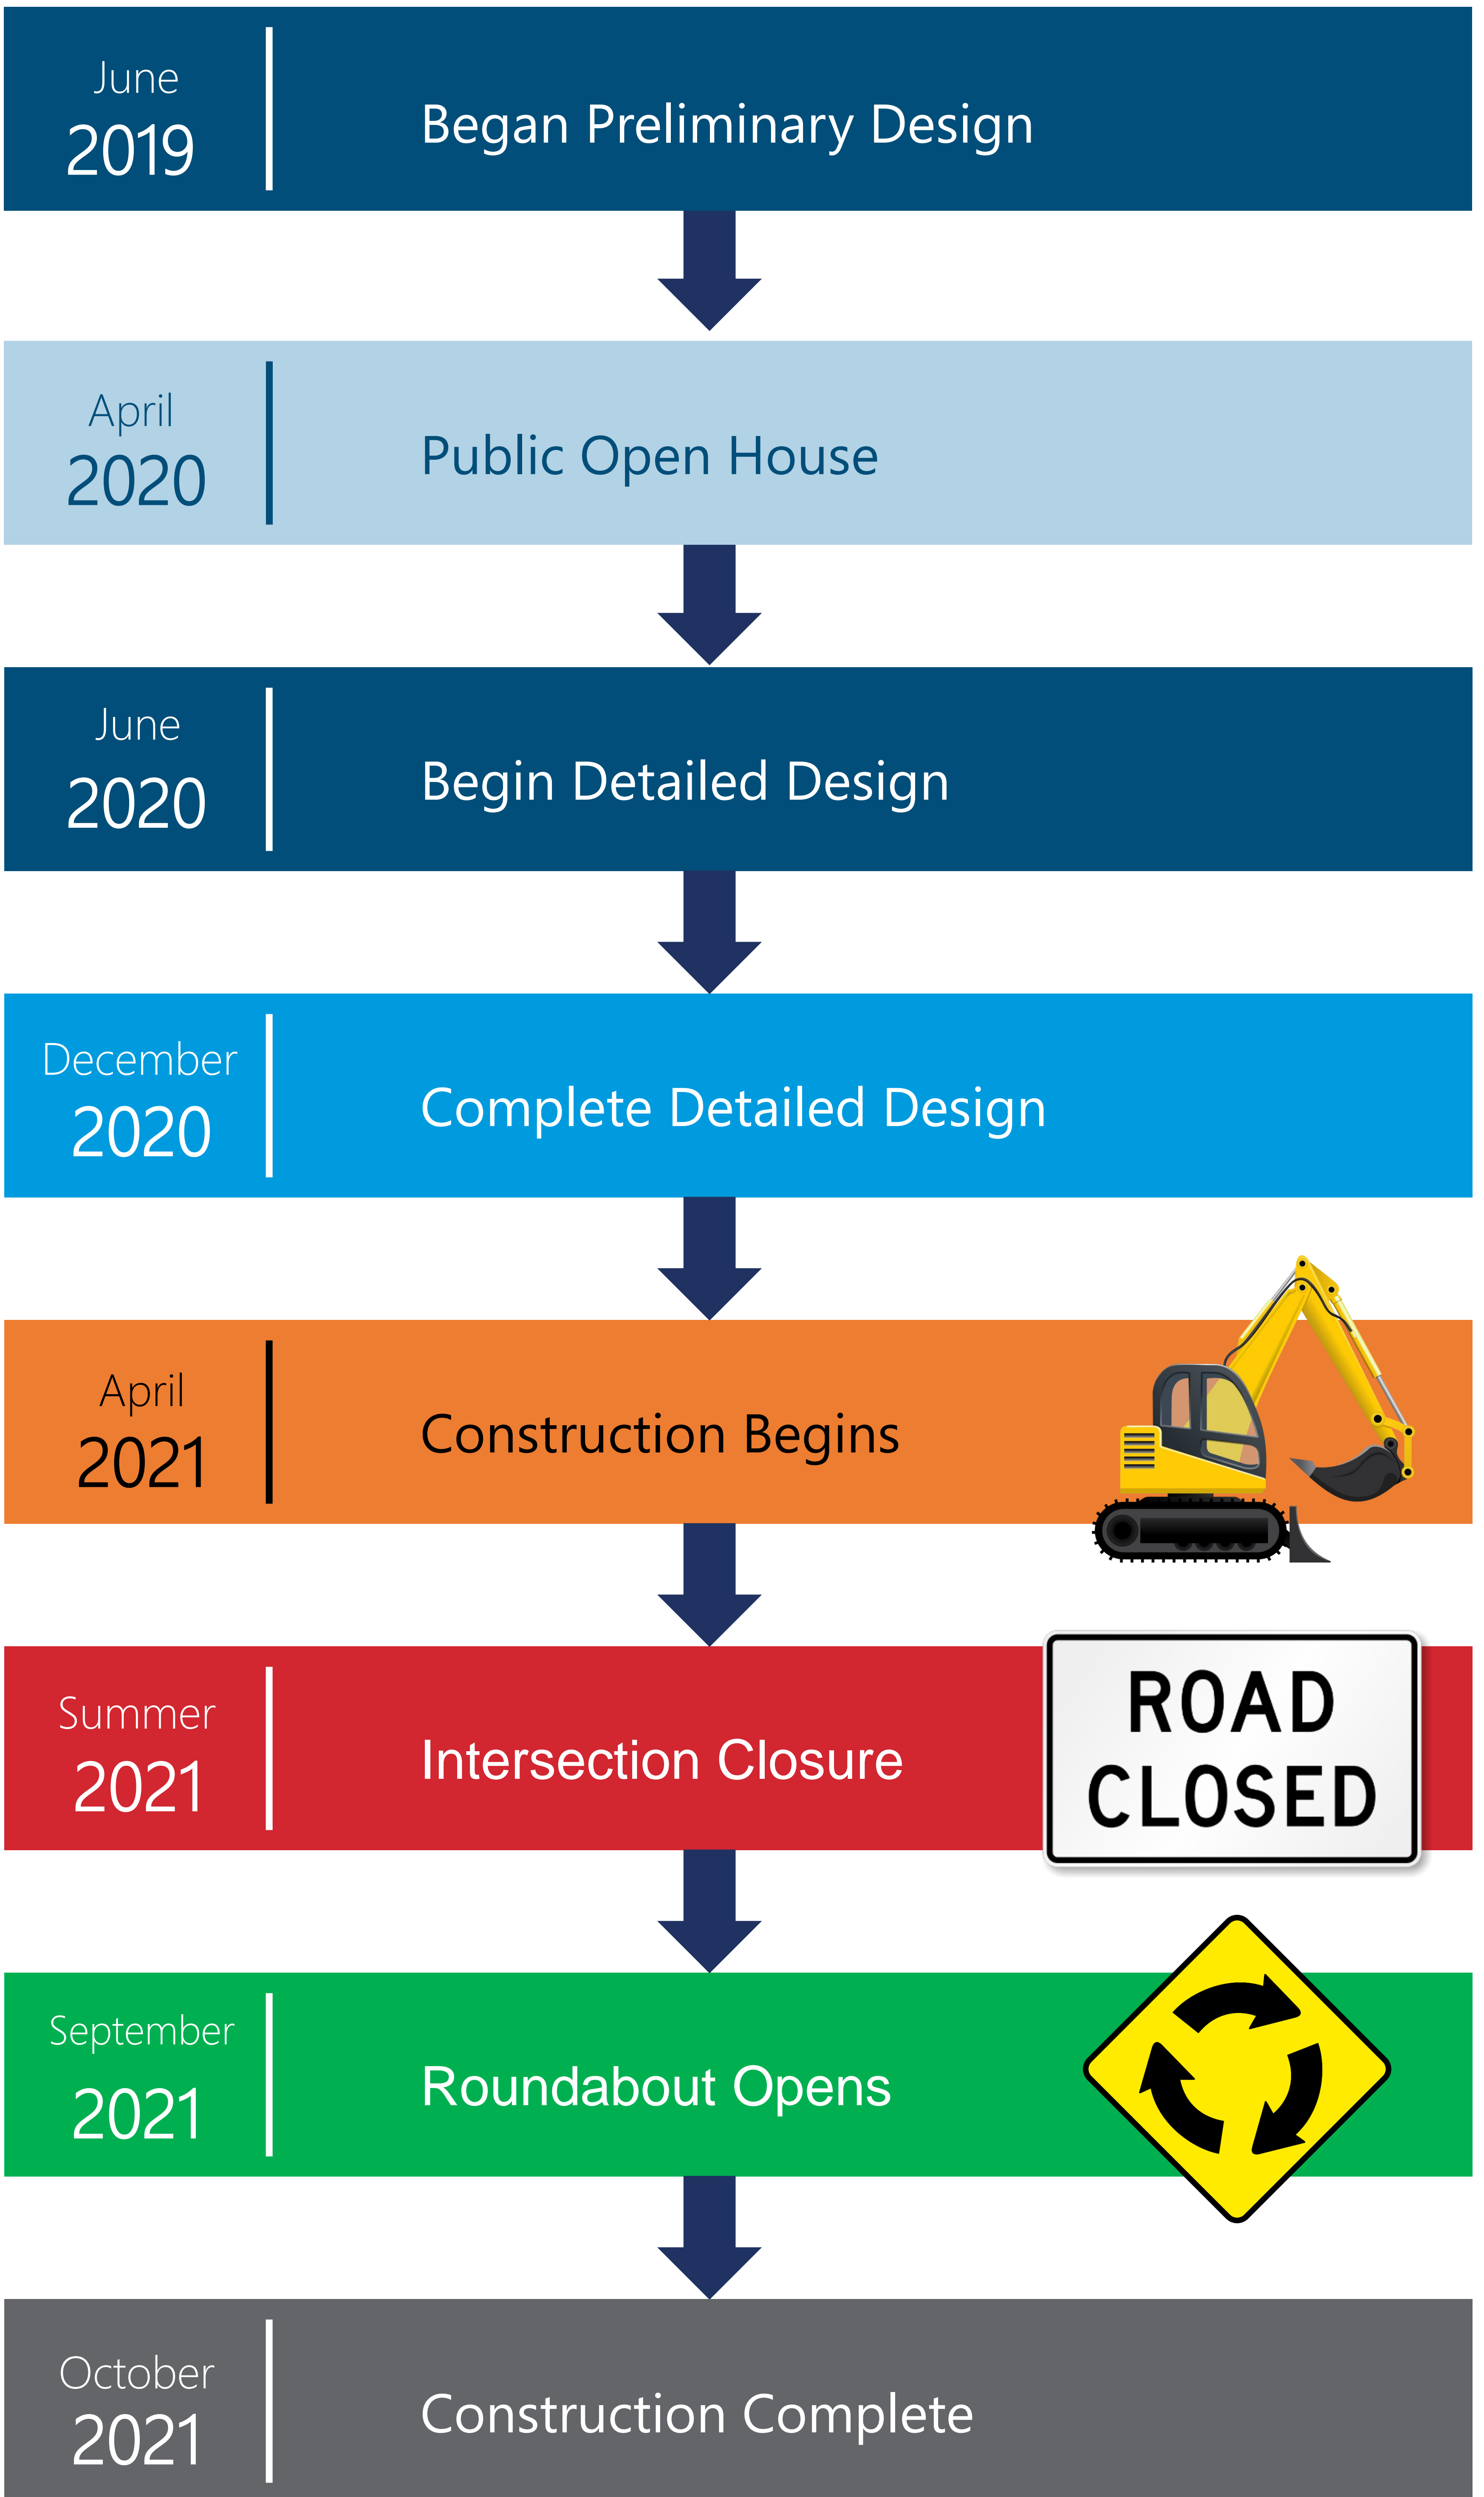 June
2019
Began Preliminary Design
April
2020
Public Open House
June
2020
Begin Detailed Design
December
2020
Complete Detailed Design
April
2021
Construction Begins
Summer
2021
Intersection Closure
ROAD
CLOSED
September
2021
Roundabout Opens
October
2021
Construction Complete